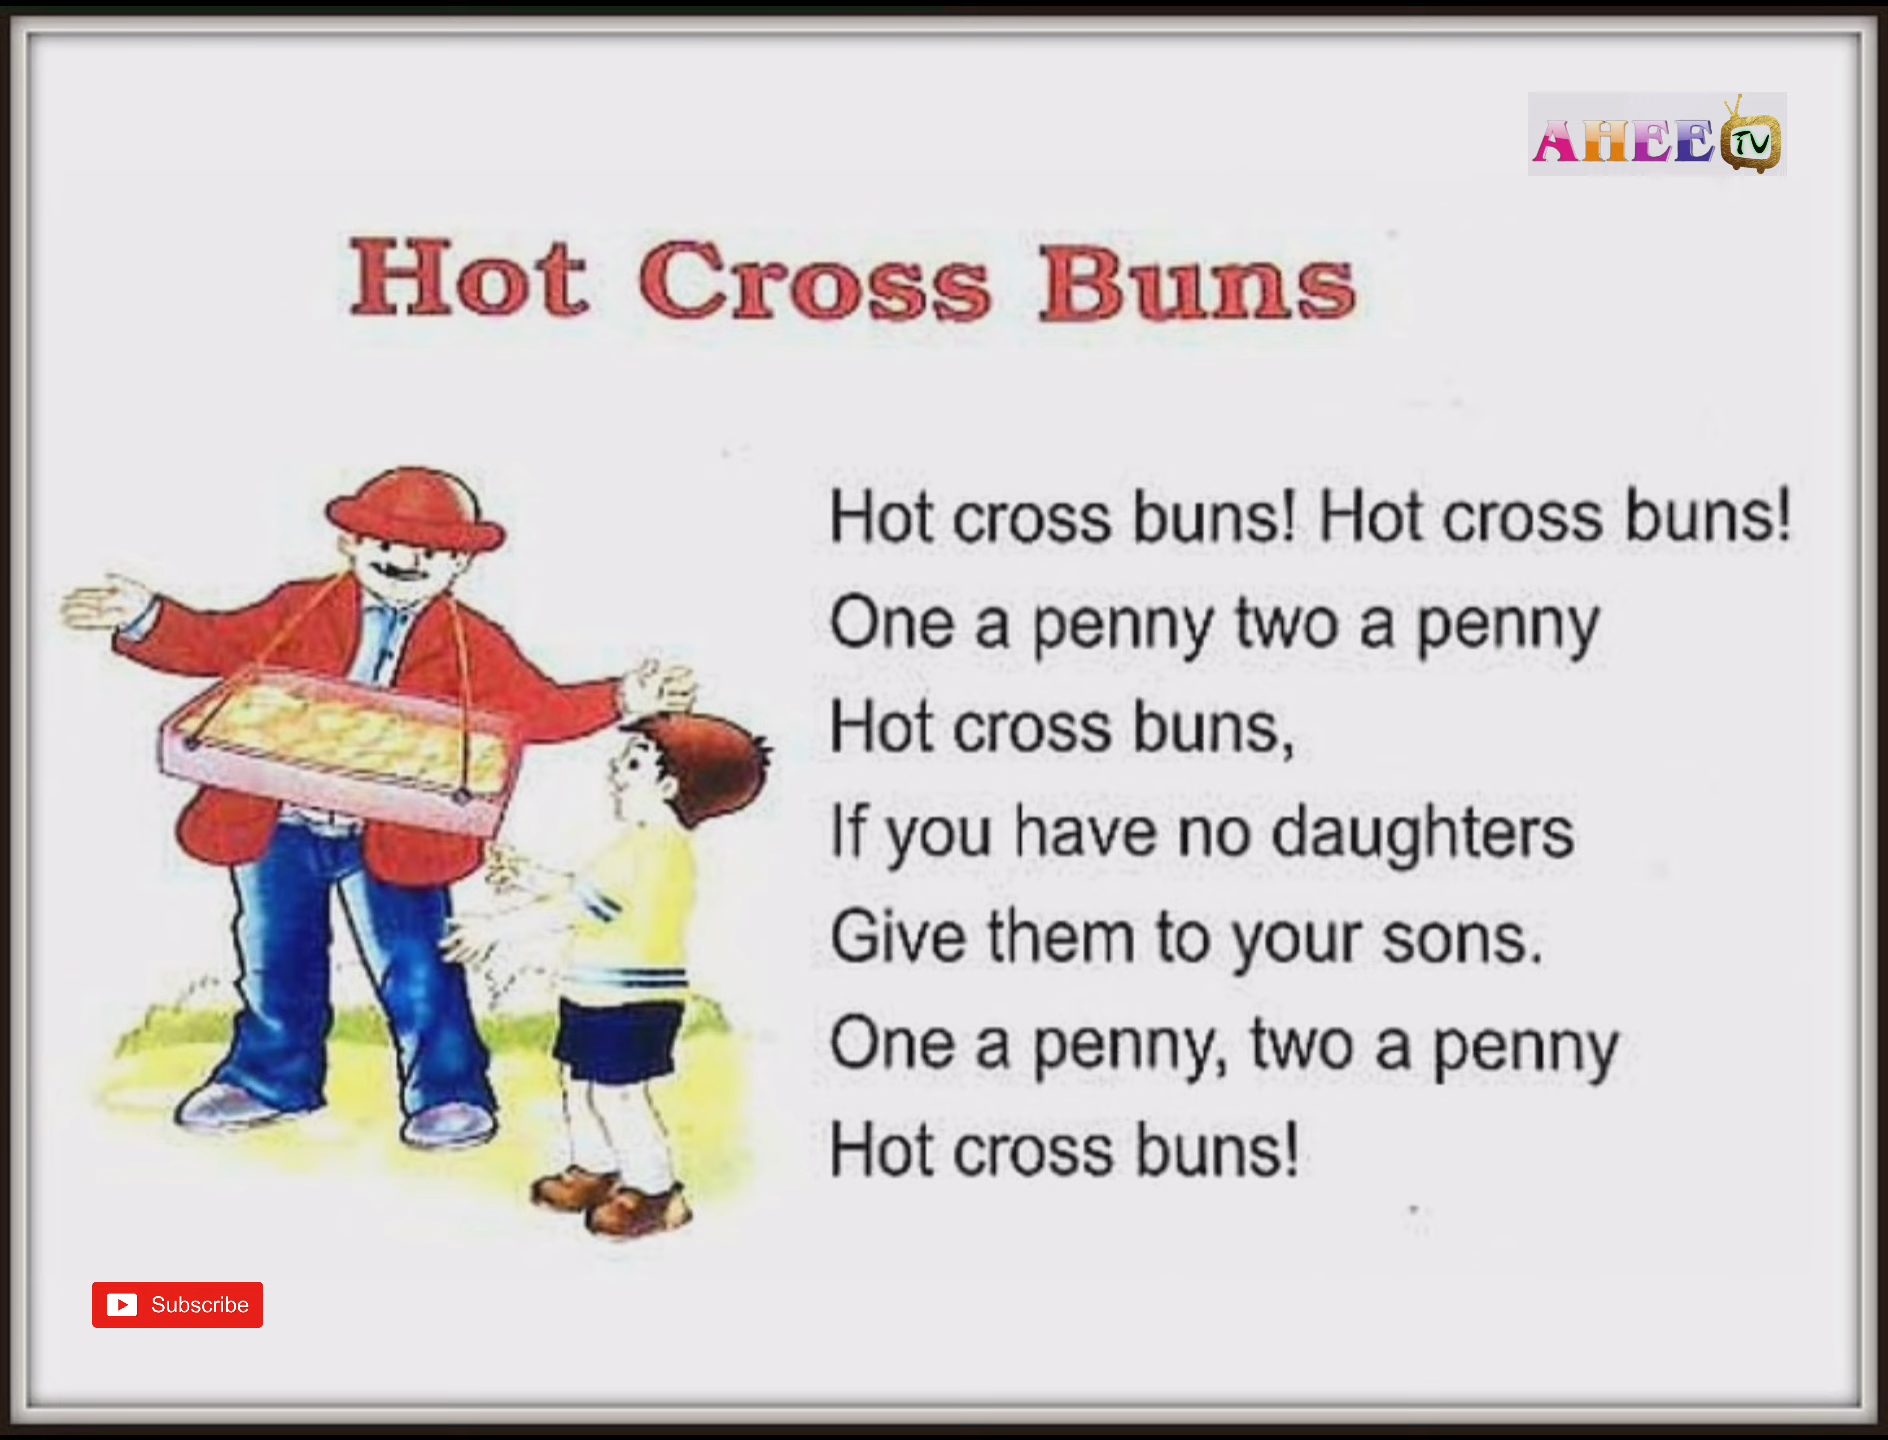 AHEE TV
Hot Cross Buns
Hot cross buns! Hot cross buns!
One a penny two a penny
Hot cross buns,
If you have no daughters
Give them to your sons.
One a penny, two a penny
Hot cross buns!
Subscribe